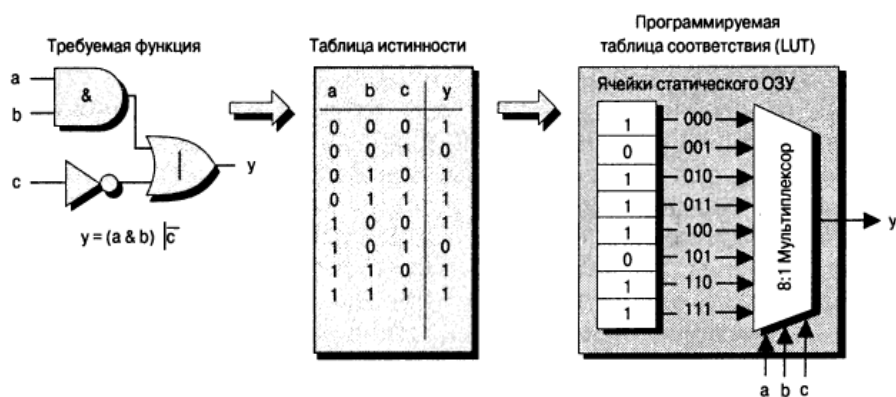 Требуемая функция
a
b
&
c
|
y
y = (a & b) | c̅
Таблица истинности
a b c y
0 0 0 1
0 0 1 0
0 1 0 1
0 1 1 1
1 0 0 1
1 0 1 0
1 1 0 1
1 1 1 1
Программируемая
таблица соответствия (LUT)
Ячейки статического ОЗУ
1 000
0 001
1 010
1 011
1 100
0 101
1 110
1 111
8:1 Мультиплексор
y
a b c